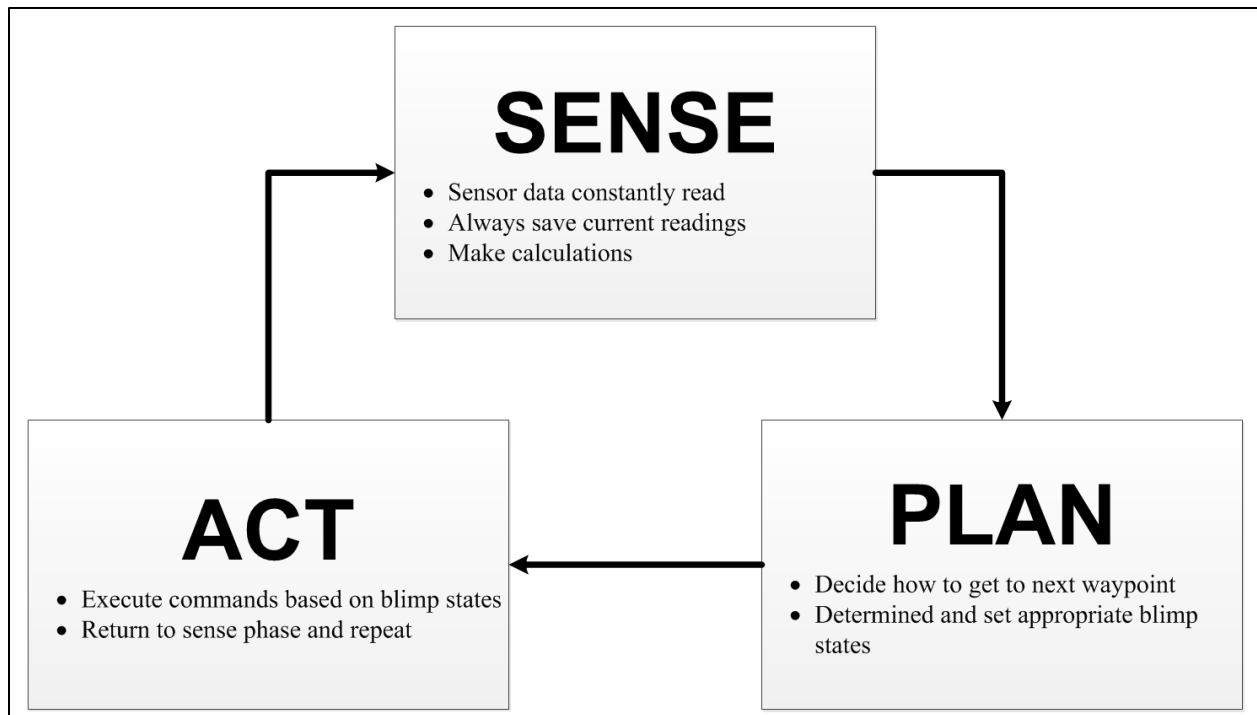 SENSE
• Sensor data constantly read
• Always save current readings
• Make calculations
ACT
• Execute commands based on blimp states
• Return to sense phase and repeat
PLAN
• Decide how to get to next waypoint
• Determined and set appropriate blimp
states